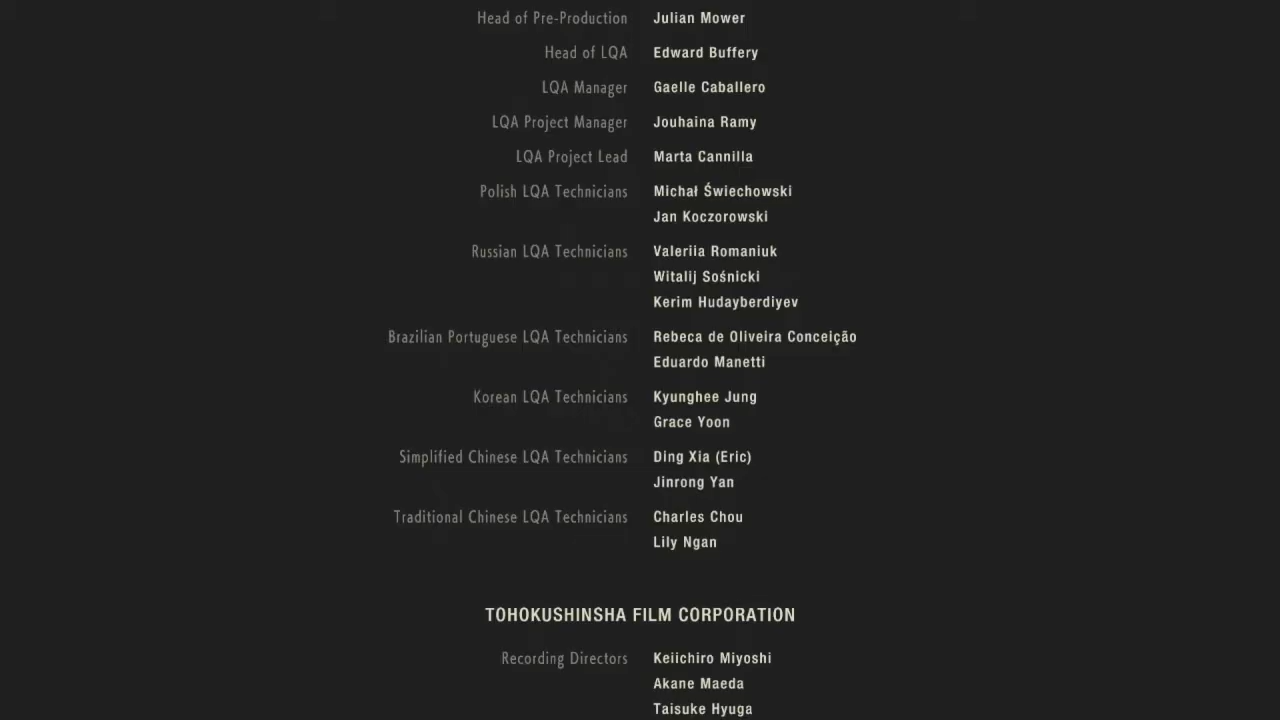 Head of Pre-Production Julian Mower
Head of LQA Edward Buffery
LQA Manager Gaelle Caballero
LQA Project Manager Jouhaina Ramy
LQA Project Lead Marta Cannilla
Polish LQA Technicians Michał Świechowski
Jan Koczorowski
Russian LQA Technicians Valeriia Romaniuk
Witalij Sośnicki
Kerim Hudayberdiyev
Brazilian Portuguese LQA Technicians Rebeca de Oliveira Conceição
Eduardo Manetti
Korean LQA Technicians Kyunghee Jung
Grace Yoon
Simplified Chinese LQA Technicians Ding Xia (Eric)
Jinrong Yan
Traditional Chinese LQA Technicians Charles Chou
Lily Ngan
TOHOKUSHINSHA FILM CORPORATION
Recording Directors Keiichiro Miyoshi
Akane Maeda
Taisuke Hyuga